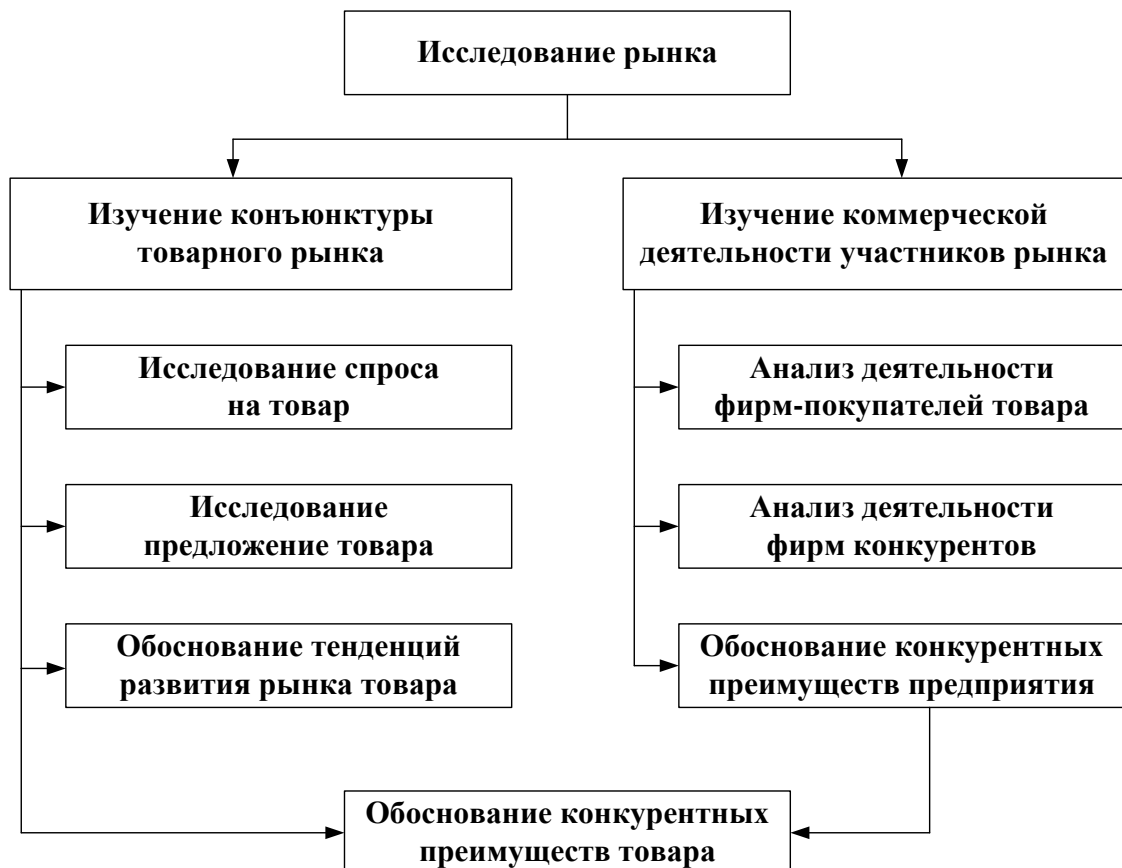 Исследование рынка
Изучение конъюнктуры
товарного рынка
Изучение коммерческой
деятельности участников рынка
Исследование спроса
на товар
Анализ деятельности
фирм-покупателей товара
Исследование
предложение товара
Анализ деятельности
фирм конкурентов
Обоснование тенденций
развития рынка товара
Обоснование конкурентных
преимуществ предприятия
Обоснование конкурентных
преимуществ товара